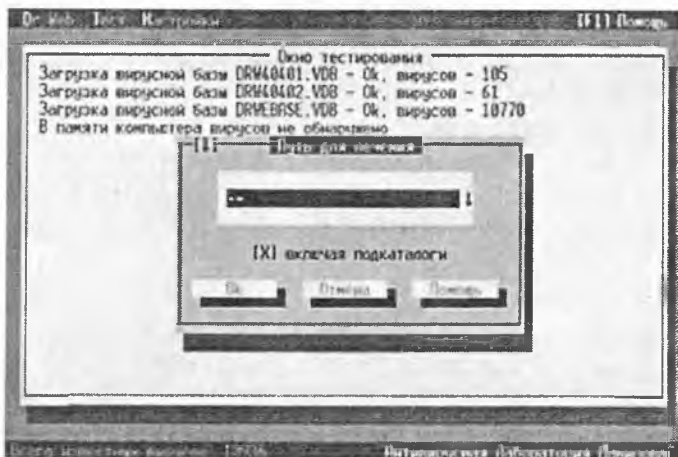 Dr.Web Тест Настройки [F1] Помощь
Окно тестирования
Загрузка вирусной базы DRW40401.VDB - Ok, вирусов - 105
Загрузка вирусной базы DRW40402.VDB - Ok, вирусов - 61
Загрузка вирусной базы DRWEBASE.VDB - Ok, вирусов - 10770
В памяти компьютера вирусов не обнаружено
Путь для лечения
[X] включая подкаталоги
Ok Отмена Помощь
Антивирусная Лаборатория